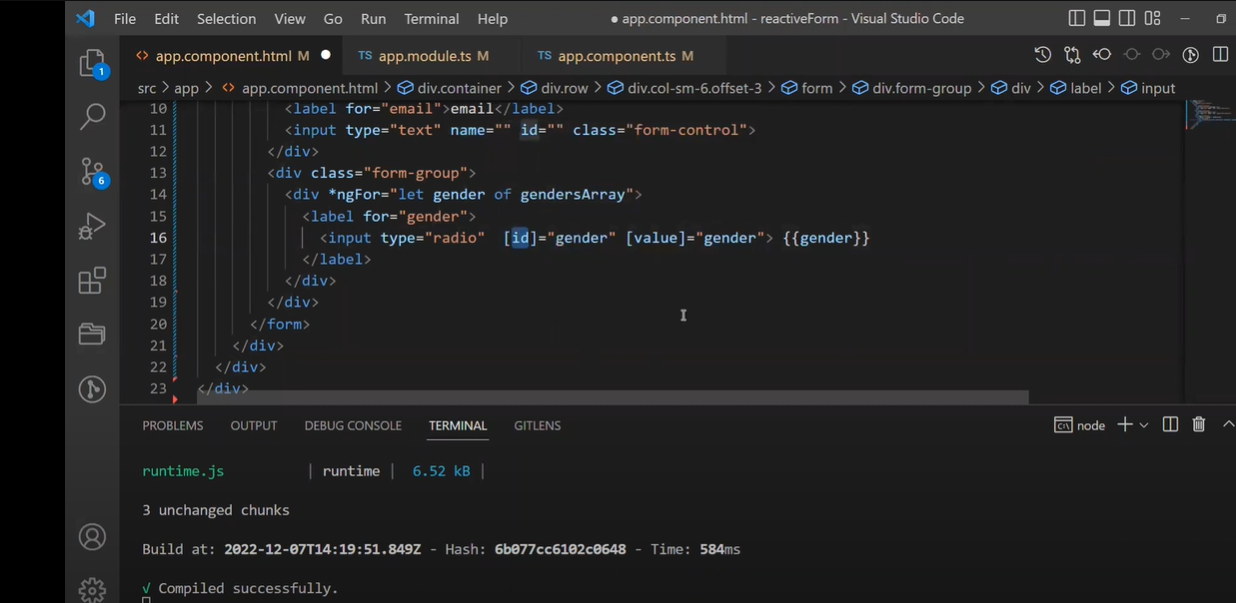 File Edit Selection View Go Run Terminal Help
● app.component.html - reactiveForm - Visual Studio Code
<> app.component.html M ●
TS app.module.ts M
TS app.component.ts M
src > app > <> app.component.html > div.container > div.row > div.col-sm-6.offset-3 > form > div.form-group > div > label > input
10 <label for="email">email</label>
11 <input type="text" name="" id="" class="form-control">
12 </div>
13 <div class="form-group">
14 <div *ngFor="let gender of gendersArray">
15 <label for="gender">
16 <input type="radio"  [id]="gender" [value]="gender"> {{gender}}
17 </label>
18 </div>
19 </div>
20 </form>
21 </div>
22 </div>
23 </div>
1
6
PROBLEMS OUTPUT DEBUG CONSOLE TERMINAL GITLENS
node
runtime.js | runtime | 6.52 kB |
3 unchanged chunks
Build at: 2022-12-07T14:19:51.849Z - Hash: 6b077cc6102c0648 - Time: 584ms
√ Compiled successfully.